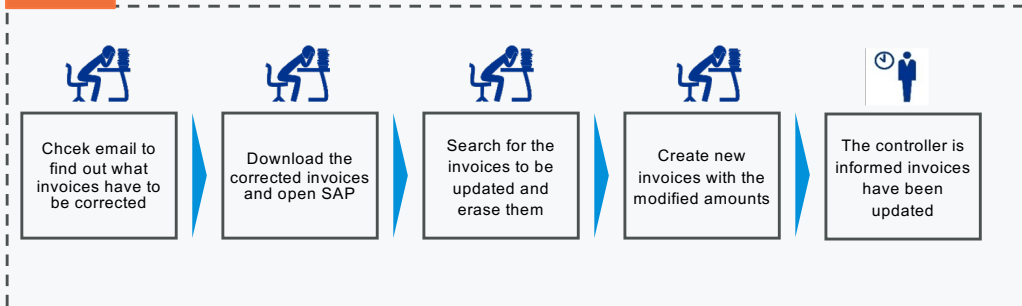 Chcek email to
find out what
invoices have to
be corrected
Download the
corrected invoices
and open SAP
Search for the
invoices to be
updated and
erase them
Create new
invoices with the
modified amounts
The controller is
informed invoices
have been
updated